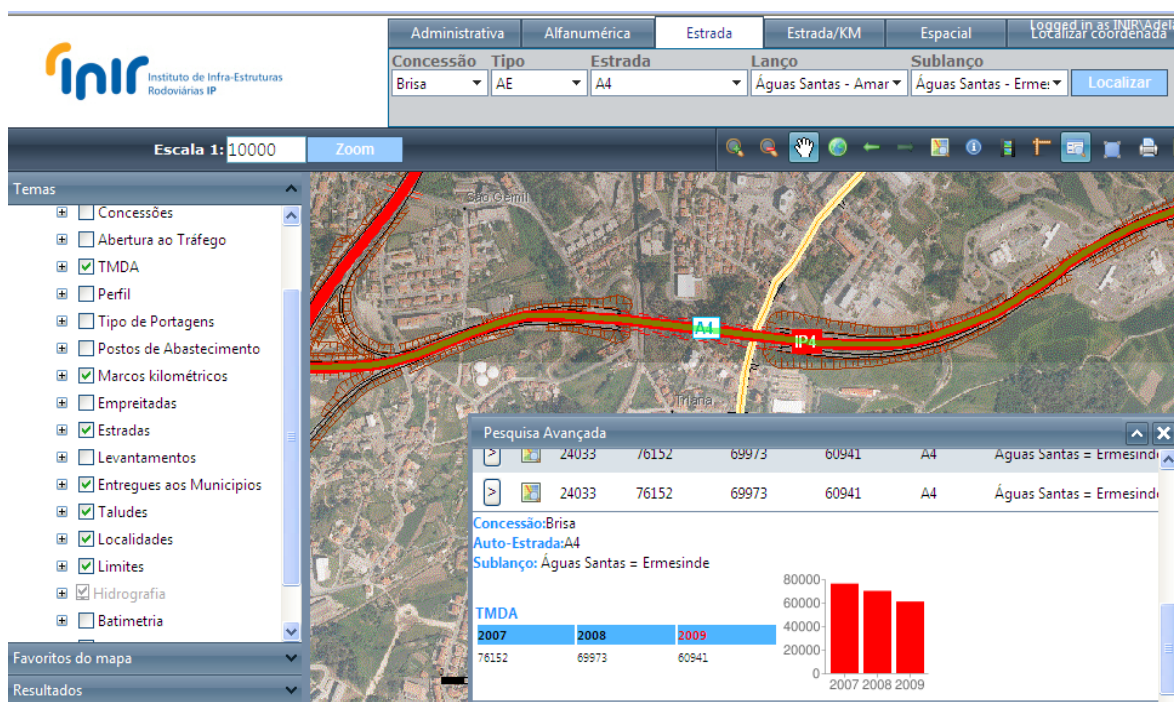 InIR
Instituto de Infra-Estruturas
Rodoviárias IP
Administrativa
Alfanumérica
Estrada
Estrada/KM
Espacial
Logged in as INIR\Adela
Localizar coordenada
Concessão Tipo Estrada Lanço Sublanço
Brisa AE A4 Águas Santas - Amar Águas Santas - Ermes Localizar
Escala 1: 10000 Zoom
Temas
Concessões
Abertura ao Tráfego
TMDA
Perfil
Tipo de Portagens
Postos de Abastecimento
Marcos kilométricos
Empreitadas
Estradas
Levantamentos
Entregues aos Municipios
Taludes
Localidades
Limites
Hidrografia
Batimetria
Favoritos do mapa
Resultados
São Gemil
A4
IP4
Triana
Pesquisa Avançada
> 24033 76152 69973 60941 A4 Águas Santas = Ermesinde
> 24033 76152 69973 60941 A4 Águas Santas = Ermesinde
Concessão:Brisa
Auto-Estrada:A4
Sublanço: Águas Santas = Ermesinde
TMDA
2007 2008 2009
76152 69973 60941
80000
60000
40000
20000
0
2007 2008 2009